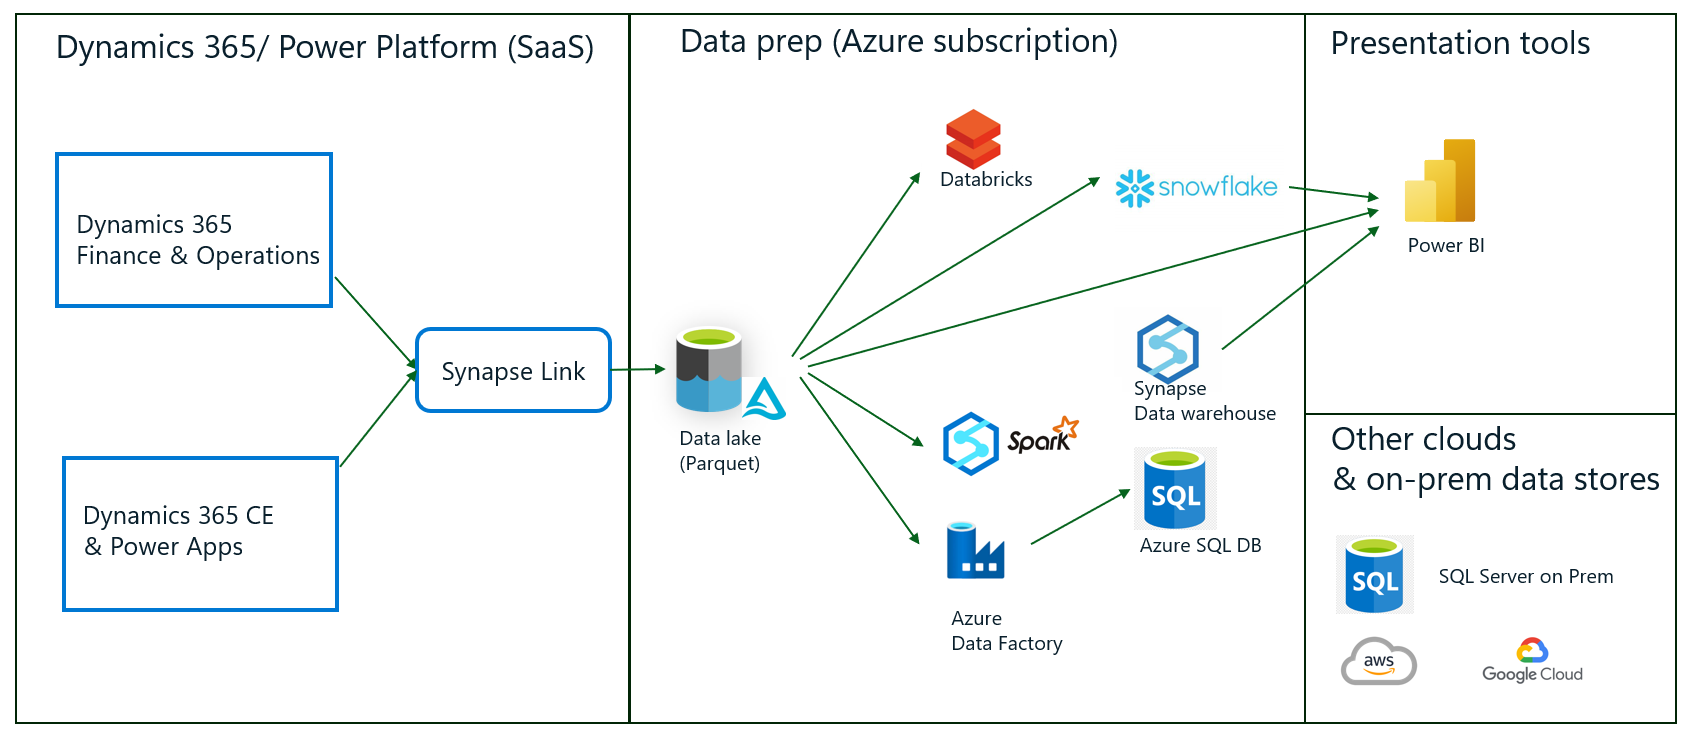 Dynamics 365/ Power Platform (SaaS)
Dynamics 365
Finance & Operations
Synapse Link
Dynamics 365 CE
& Power Apps
Data prep (Azure subscription)
Databricks
snowflake
Data lake
(Parquet)
Synapse
Data warehouse
Spark
SQL
Azure SQL DB
Azure
Data Factory
Presentation tools
Power BI
Other clouds
& on-prem data stores
SQL
SQL Server on Prem
aws
Google Cloud